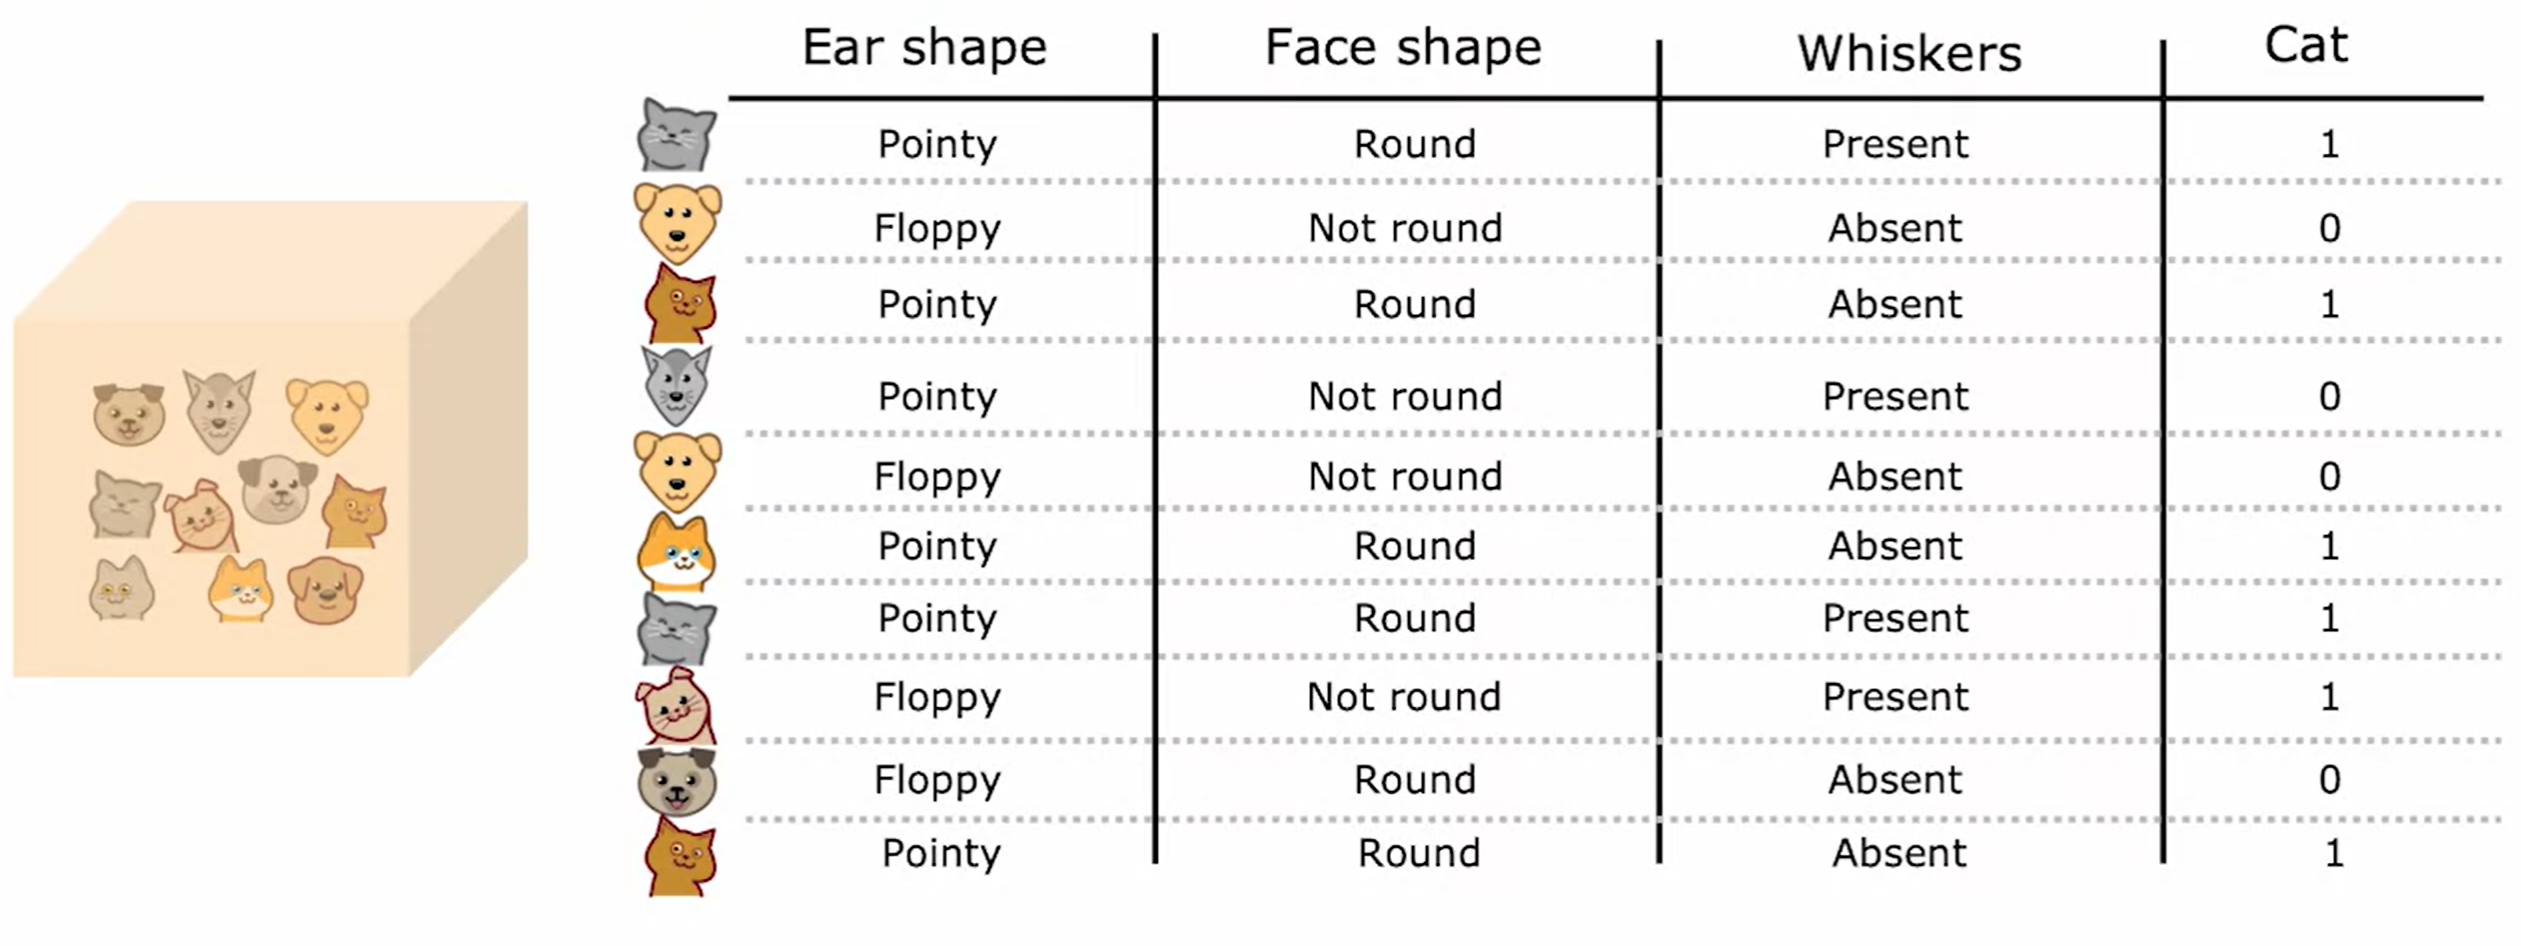 Ear shape Face shape Whiskers Cat
Pointy Round Present 1
Floppy Not round Absent 0
Pointy Round Absent 1
Pointy Not round Present 0
Floppy Not round Absent 0
Pointy Round Absent 1
Pointy Round Present 1
Floppy Not round Present 1
Floppy Round Absent 0
Pointy Round Absent 1